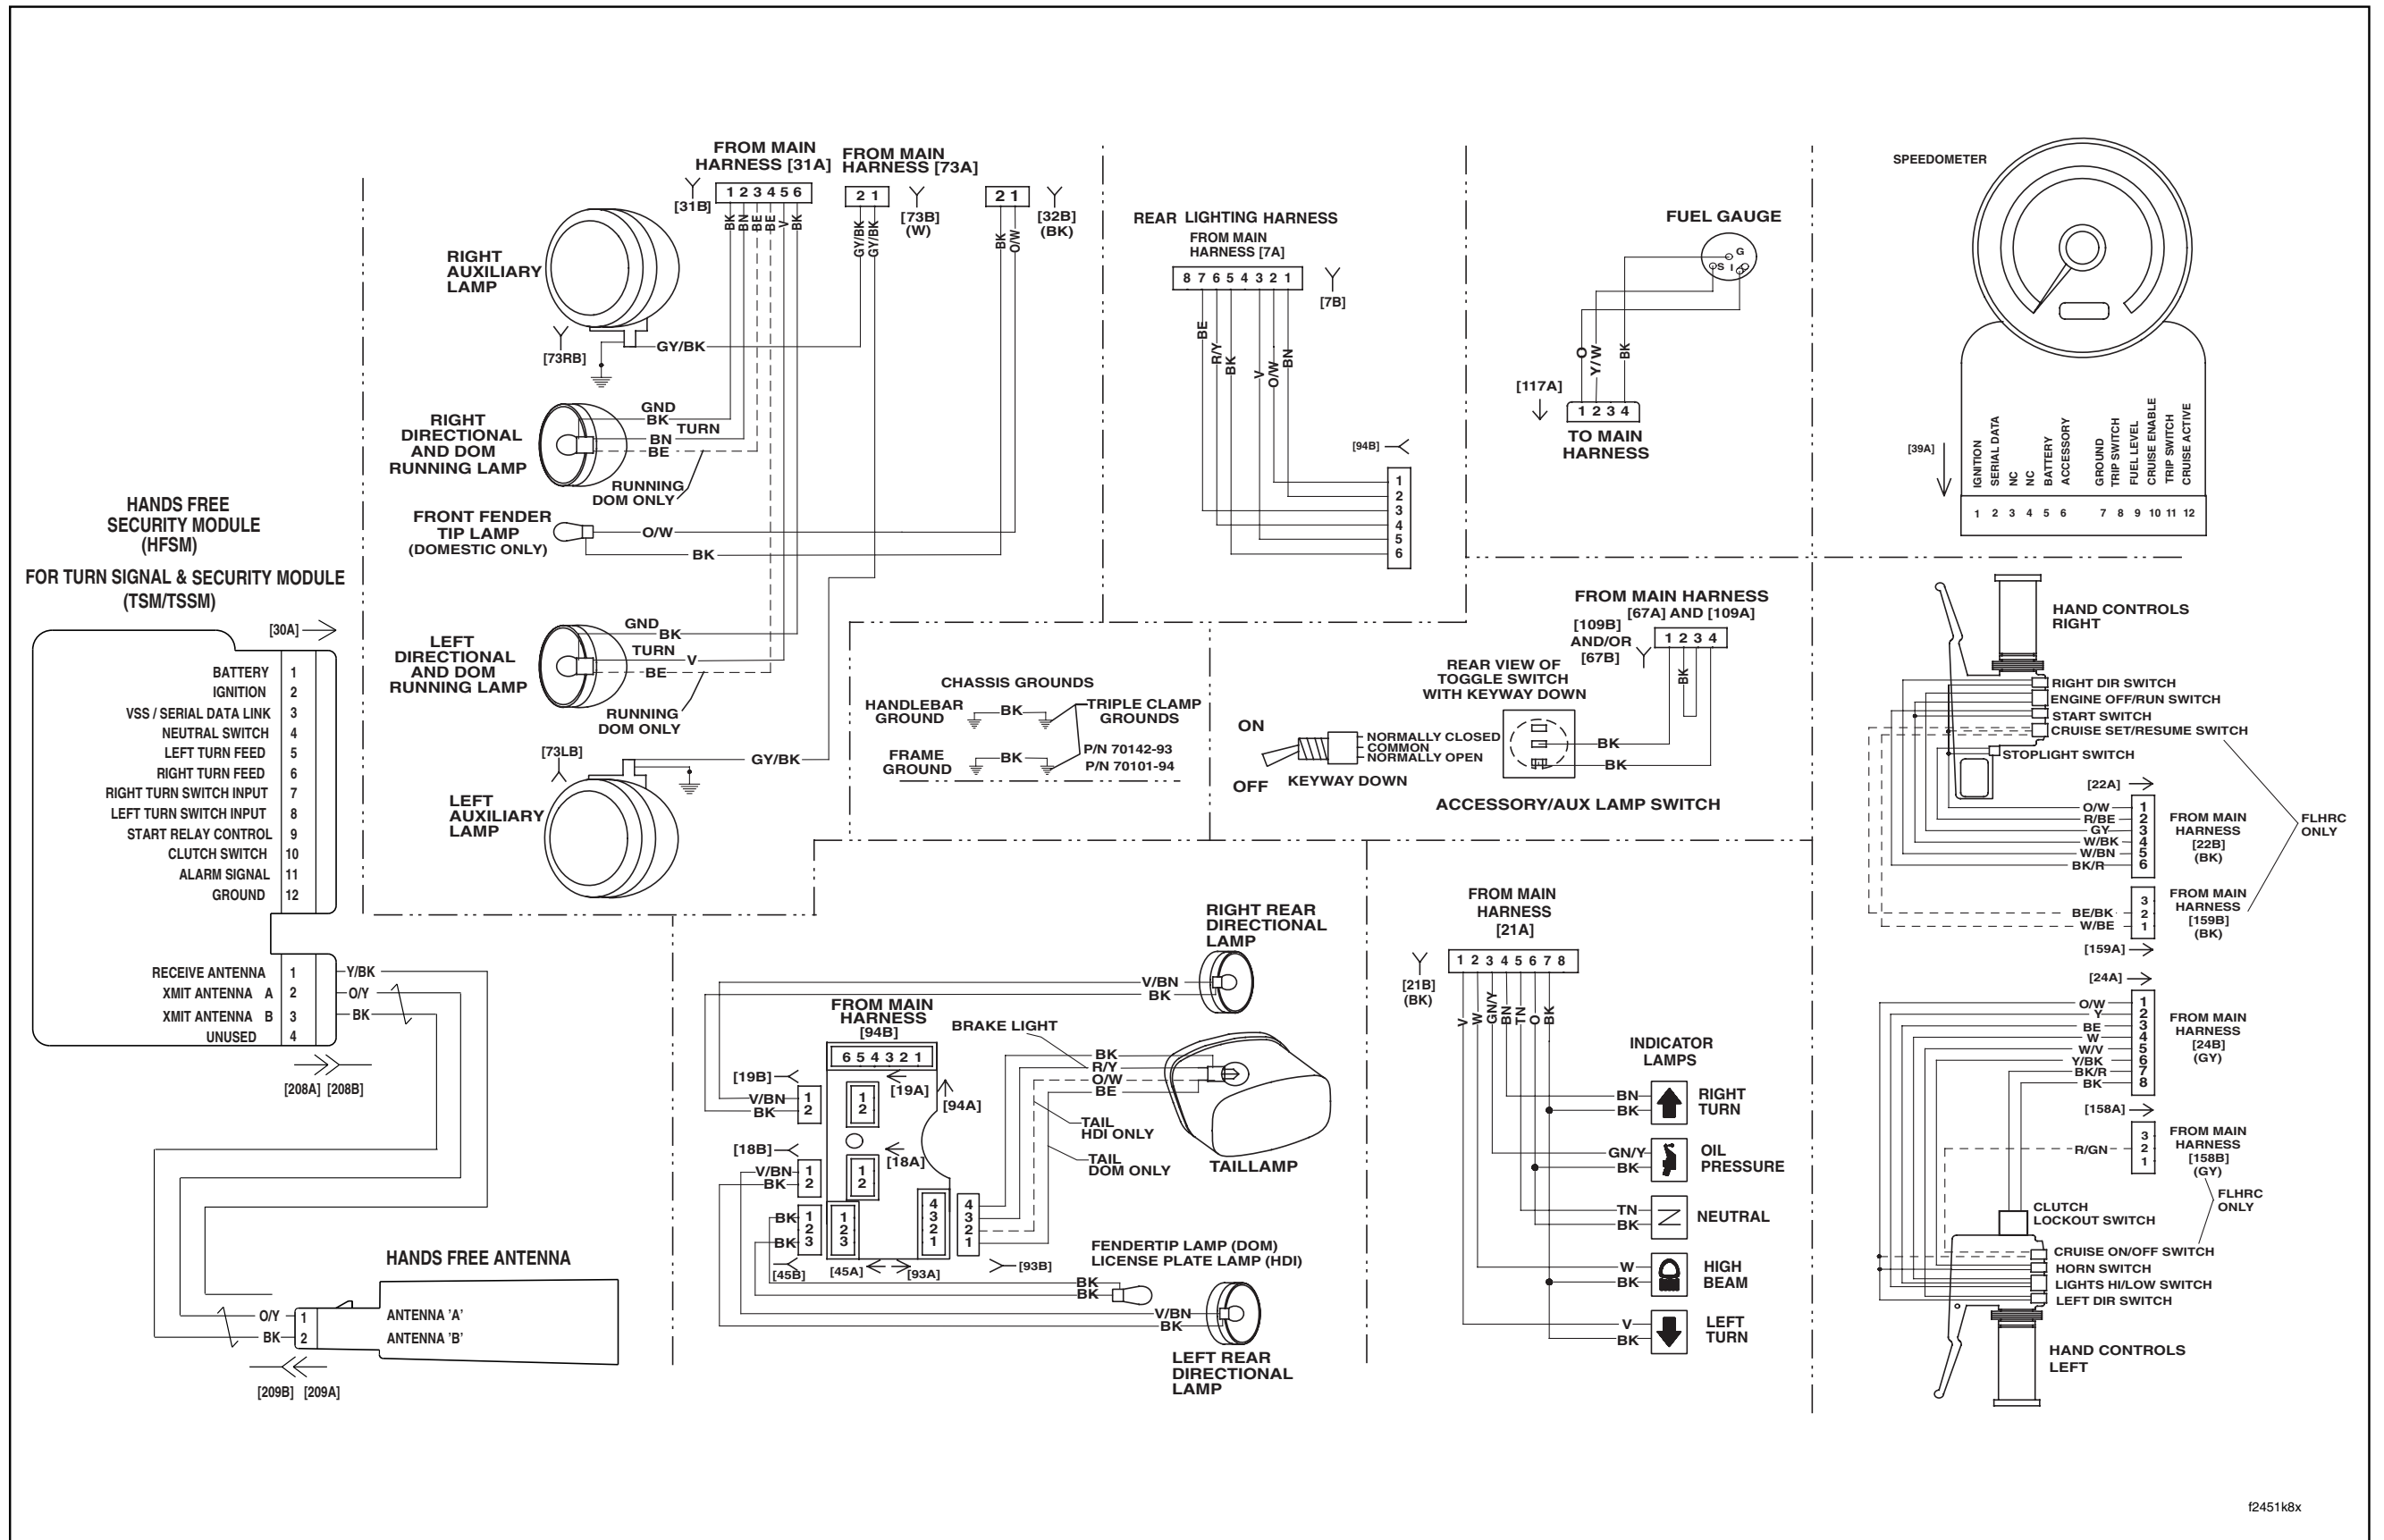 HANDS FREE
SECURITY MODULE
(HFSM)
FOR TURN SIGNAL & SECURITY MODULE
(TSM/TSSM)
[30A]
BATTERY 1
IGNITION 2
VSS / SERIAL DATA LINK 3
NEUTRAL SWITCH 4
LEFT TURN FEED 5
RIGHT TURN FEED 6
RIGHT TURN SWITCH INPUT 7
LEFT TURN SWITCH INPUT 8
START RELAY CONTROL 9
CLUTCH SWITCH 10
ALARM SIGNAL 11
GROUND 12
RECEIVE ANTENNA 1 Y/BK
XMIT ANTENNA A 2 O/Y
XMIT ANTENNA B 3 BK
UNUSED 4
[208A] [208B]
HANDS FREE ANTENNA
O/Y 1 ANTENNA 'A'
BK 2 ANTENNA 'B'
[209B] [209A]
FROM MAIN
HARNESS [31A]
[31B]
1 2 3 4 5 6
BK
BN
BE
BE
V
BK
FROM MAIN
HARNESS [73A]
2 1
[73B]
(W)
GY/BK
GY/BK
2 1
[32B]
(BK)
BK
O/W
RIGHT
AUXILIARY
LAMP
[73RB]
GY/BK
RIGHT
DIRECTIONAL
AND DOM
RUNNING LAMP
GND
BK
TURN
BN
BE
RUNNING
DOM ONLY
FRONT FENDER
TIP LAMP
(DOMESTIC ONLY)
O/W
BK
LEFT
DIRECTIONAL
AND DOM
RUNNING LAMP
GND
BK
TURN
V
BE
RUNNING
DOM ONLY
[73LB]
GY/BK
LEFT
AUXILIARY
LAMP
REAR LIGHTING HARNESS
FROM MAIN
HARNESS [7A]
8 7 6 5 4 3 2 1
[7B]
BE
R/Y
BK
V
O/W
BN
[94B]
1
2
3
4
5
6
FUEL GAUGE
G
S I
O
Y/W
BK
[117A]
1 2 3 4
TO MAIN
HARNESS
SPEEDOMETER
[39A]
IGNITION
SERIAL DATA
NC
NC
BATTERY
ACCESSORY
GROUND
TRIP SWITCH
FUEL LEVEL
CRUISE ENABLE
TRIP SWITCH
CRUISE ACTIVE
1 2 3 4 5 6 7 8 9 10 11 12
CHASSIS GROUNDS
HANDLEBAR
GROUND
BK
TRIPLE CLAMP
GROUNDS
FRAME
GROUND
BK
P/N 70142-93
P/N 70101-94
FROM MAIN HARNESS
[67A] AND [109A]
[109B]
AND/OR
[67B]
1 2 3 4
BK
REAR VIEW OF
TOGGLE SWITCH
WITH KEYWAY DOWN
ON
OFF
NORMALLY CLOSED
COMMON
NORMALLY OPEN
KEYWAY DOWN
BK
BK
ACCESSORY/AUX LAMP SWITCH
HAND CONTROLS
RIGHT
RIGHT DIR SWITCH
ENGINE OFF/RUN SWITCH
START SWITCH
CRUISE SET/RESUME SWITCH
STOPLIGHT SWITCH
[22A]
O/W 1
R/BE 2
GY 3
W/BK 4
W/BN 5
BK/R 6
FROM MAIN
HARNESS
[22B]
(BK)
FLHRC
ONLY
3
BE/BK 2
W/BE 1
FROM MAIN
HARNESS
[159B]
(BK)
[159A]
[24A]
O/W 1
Y 2
BE 3
W 4
W/V 5
Y/BK 6
BK/R 7
BK 8
FROM MAIN
HARNESS
[24B]
(GY)
[158A]
3
R/GN 2
1
FROM MAIN
HARNESS
[158B]
(GY)
FLHRC
ONLY
CLUTCH
LOCKOUT SWITCH
CRUISE ON/OFF SWITCH
HORN SWITCH
LIGHTS HI/LOW SWITCH
LEFT DIR SWITCH
HAND CONTROLS
LEFT
RIGHT REAR
DIRECTIONAL
LAMP
V/BN
BK
FROM MAIN
HARNESS
[94B]
6 5 4 3 2 1
BRAKE LIGHT
BK
R/Y
O/W
BE
[19B]
V/BN 1
BK 2
1
2
[19A]
[94A]
TAIL
HDI ONLY
TAIL
DOM ONLY
TAILLAMP
[18B]
V/BN 1
BK 2
1
2
[18A]
BK 1
2
BK 3
1
2
3
4
3
2
1
4
3
2
1
[45B]
[45A]
[93A]
[93B]
FENDERTIP LAMP (DOM)
LICENSE PLATE LAMP (HDI)
BK
BK
V/BN
BK
LEFT REAR
DIRECTIONAL
LAMP
FROM MAIN
HARNESS
[21A]
1 2 3 4 5 6 7 8
[21B]
(BK)
V
W
GN/Y
BN
TN
O
BK
INDICATOR
LAMPS
BN
BK
RIGHT
TURN
GN/Y
BK
OIL
PRESSURE
TN
BK
NEUTRAL
W
BK
HIGH
BEAM
V
BK
LEFT
TURN
f2451k8x